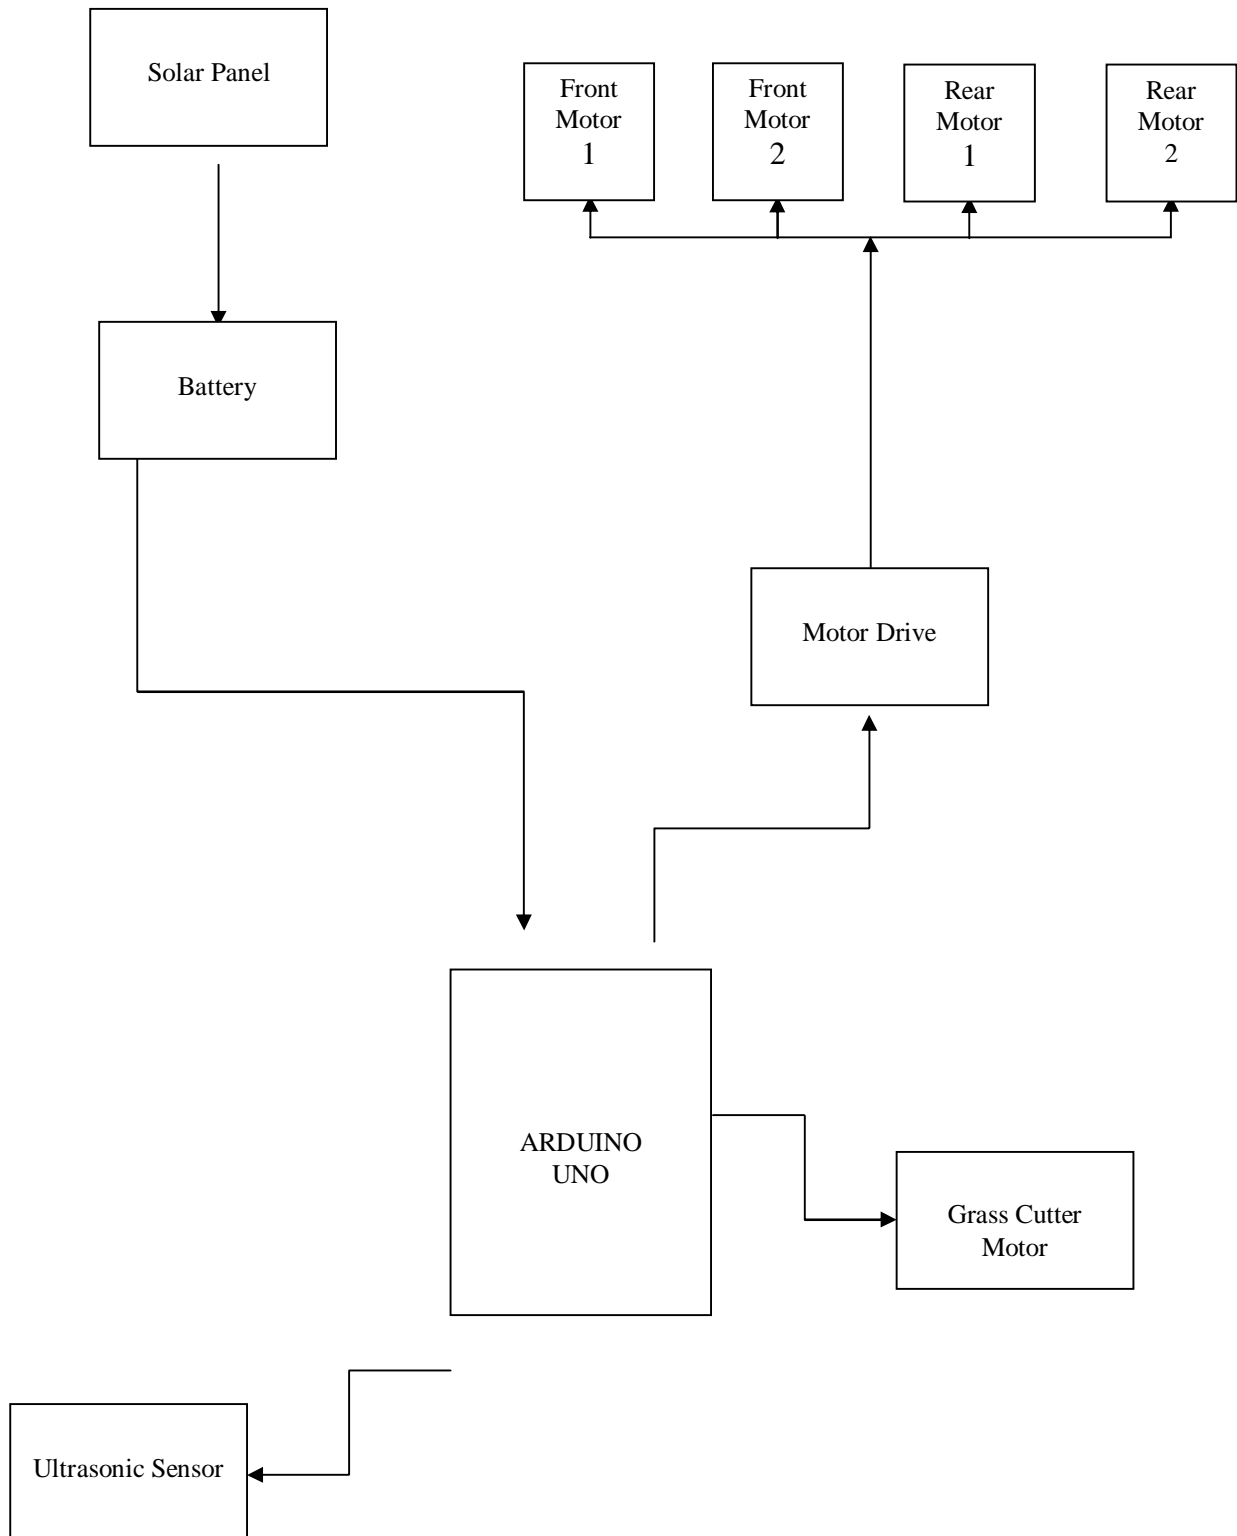 Solar Panel
Front
Motor
1
Front
Motor
2
Rear
Motor
1
Rear
Motor
2
Battery
Motor Drive
ARDUINO
UNO
Grass Cutter
Motor
Ultrasonic Sensor